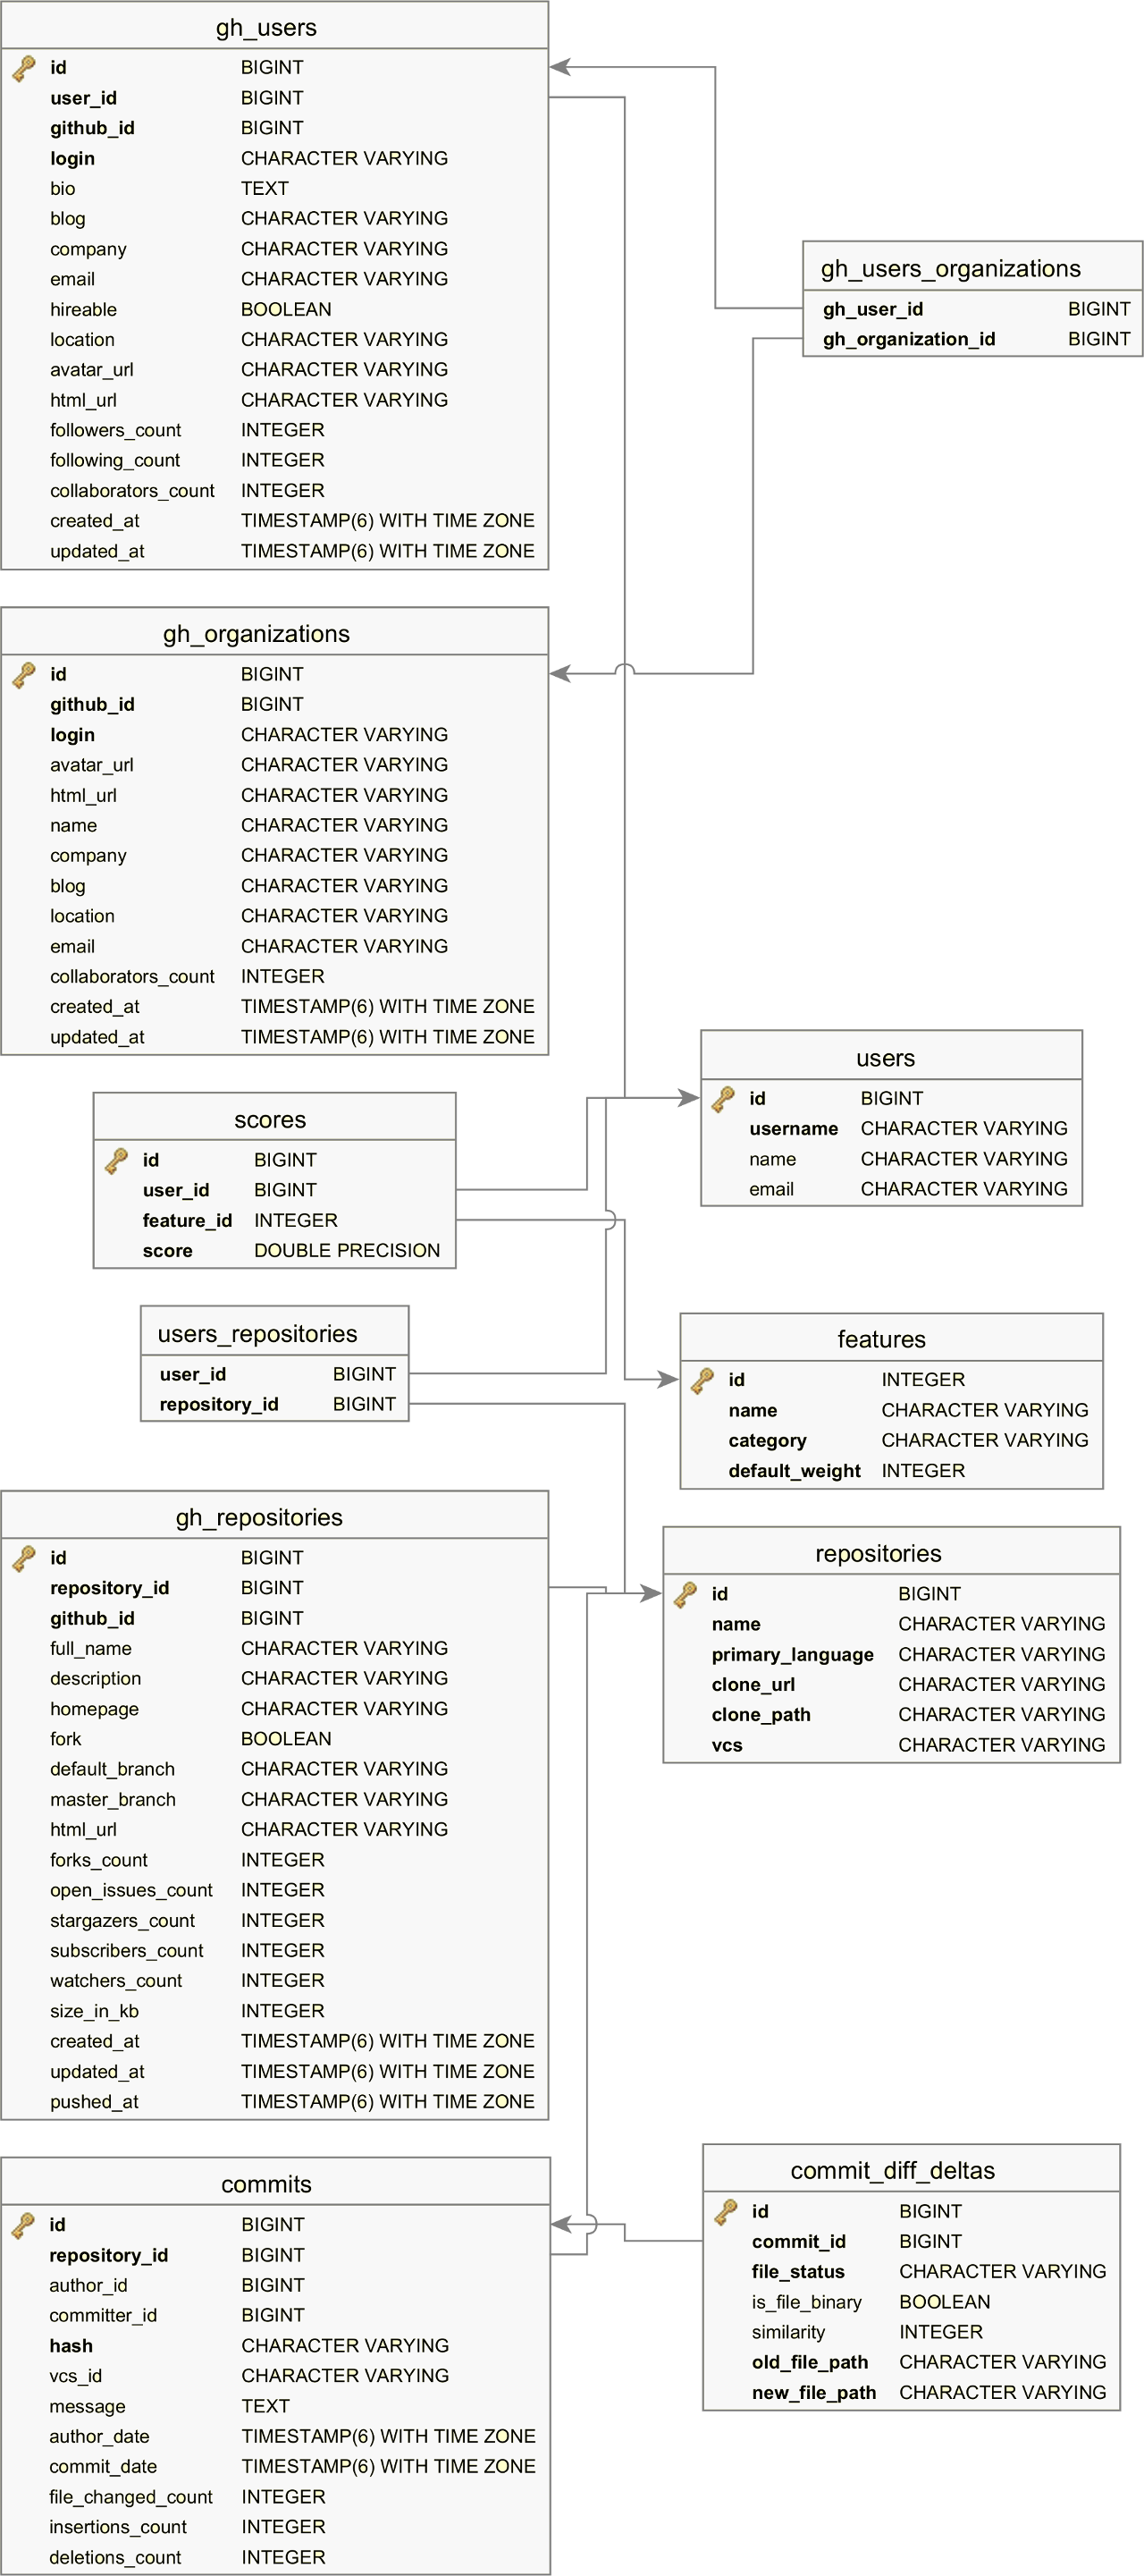 gh_users
id BIGINT
user_id BIGINT
github_id BIGINT
login CHARACTER VARYING
bio TEXT
blog CHARACTER VARYING
company CHARACTER VARYING
email CHARACTER VARYING
hireable BOOLEAN
location CHARACTER VARYING
avatar_url CHARACTER VARYING
html_url CHARACTER VARYING
followers_count INTEGER
following_count INTEGER
collaborators_count INTEGER
created_at TIMESTAMP(6) WITH TIME ZONE
updated_at TIMESTAMP(6) WITH TIME ZONE
gh_users_organizations
gh_user_id BIGINT
gh_organization_id BIGINT
gh_organizations
id BIGINT
github_id BIGINT
login CHARACTER VARYING
avatar_url CHARACTER VARYING
html_url CHARACTER VARYING
name CHARACTER VARYING
company CHARACTER VARYING
blog CHARACTER VARYING
location CHARACTER VARYING
email CHARACTER VARYING
collaborators_count INTEGER
created_at TIMESTAMP(6) WITH TIME ZONE
updated_at TIMESTAMP(6) WITH TIME ZONE
users
id BIGINT
username CHARACTER VARYING
name CHARACTER VARYING
email CHARACTER VARYING
scores
id BIGINT
user_id BIGINT
feature_id INTEGER
score DOUBLE PRECISION
users_repositories
user_id BIGINT
repository_id BIGINT
features
id INTEGER
name CHARACTER VARYING
category CHARACTER VARYING
default_weight INTEGER
gh_repositories
id BIGINT
repository_id BIGINT
github_id BIGINT
full_name CHARACTER VARYING
description CHARACTER VARYING
homepage CHARACTER VARYING
fork BOOLEAN
default_branch CHARACTER VARYING
master_branch CHARACTER VARYING
html_url CHARACTER VARYING
forks_count INTEGER
open_issues_count INTEGER
stargazers_count INTEGER
subscribers_count INTEGER
watchers_count INTEGER
size_in_kb INTEGER
created_at TIMESTAMP(6) WITH TIME ZONE
updated_at TIMESTAMP(6) WITH TIME ZONE
pushed_at TIMESTAMP(6) WITH TIME ZONE
repositories
id BIGINT
name CHARACTER VARYING
primary_language CHARACTER VARYING
clone_url CHARACTER VARYING
clone_path CHARACTER VARYING
vcs CHARACTER VARYING
commits
id BIGINT
repository_id BIGINT
author_id BIGINT
committer_id BIGINT
hash CHARACTER VARYING
vcs_id CHARACTER VARYING
message TEXT
author_date TIMESTAMP(6) WITH TIME ZONE
commit_date TIMESTAMP(6) WITH TIME ZONE
file_changed_count INTEGER
insertions_count INTEGER
deletions_count INTEGER
commit_diff_deltas
id BIGINT
commit_id BIGINT
file_status CHARACTER VARYING
is_file_binary BOOLEAN
similarity INTEGER
old_file_path CHARACTER VARYING
new_file_path CHARACTER VARYING